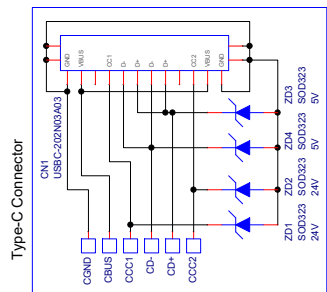 Type-C Connector
CN1
USBC-202N03A03
GND
VBUS
CC1
D-
D+
D-
D+
CC2
VBUS
GND
ZD3
SOD323
5V
ZD4
SOD323
5V
ZD2
SOD323
24V
ZD1
SOD323
24V
CGND
CBUS
CCC1
CD-
CD+
CCC2